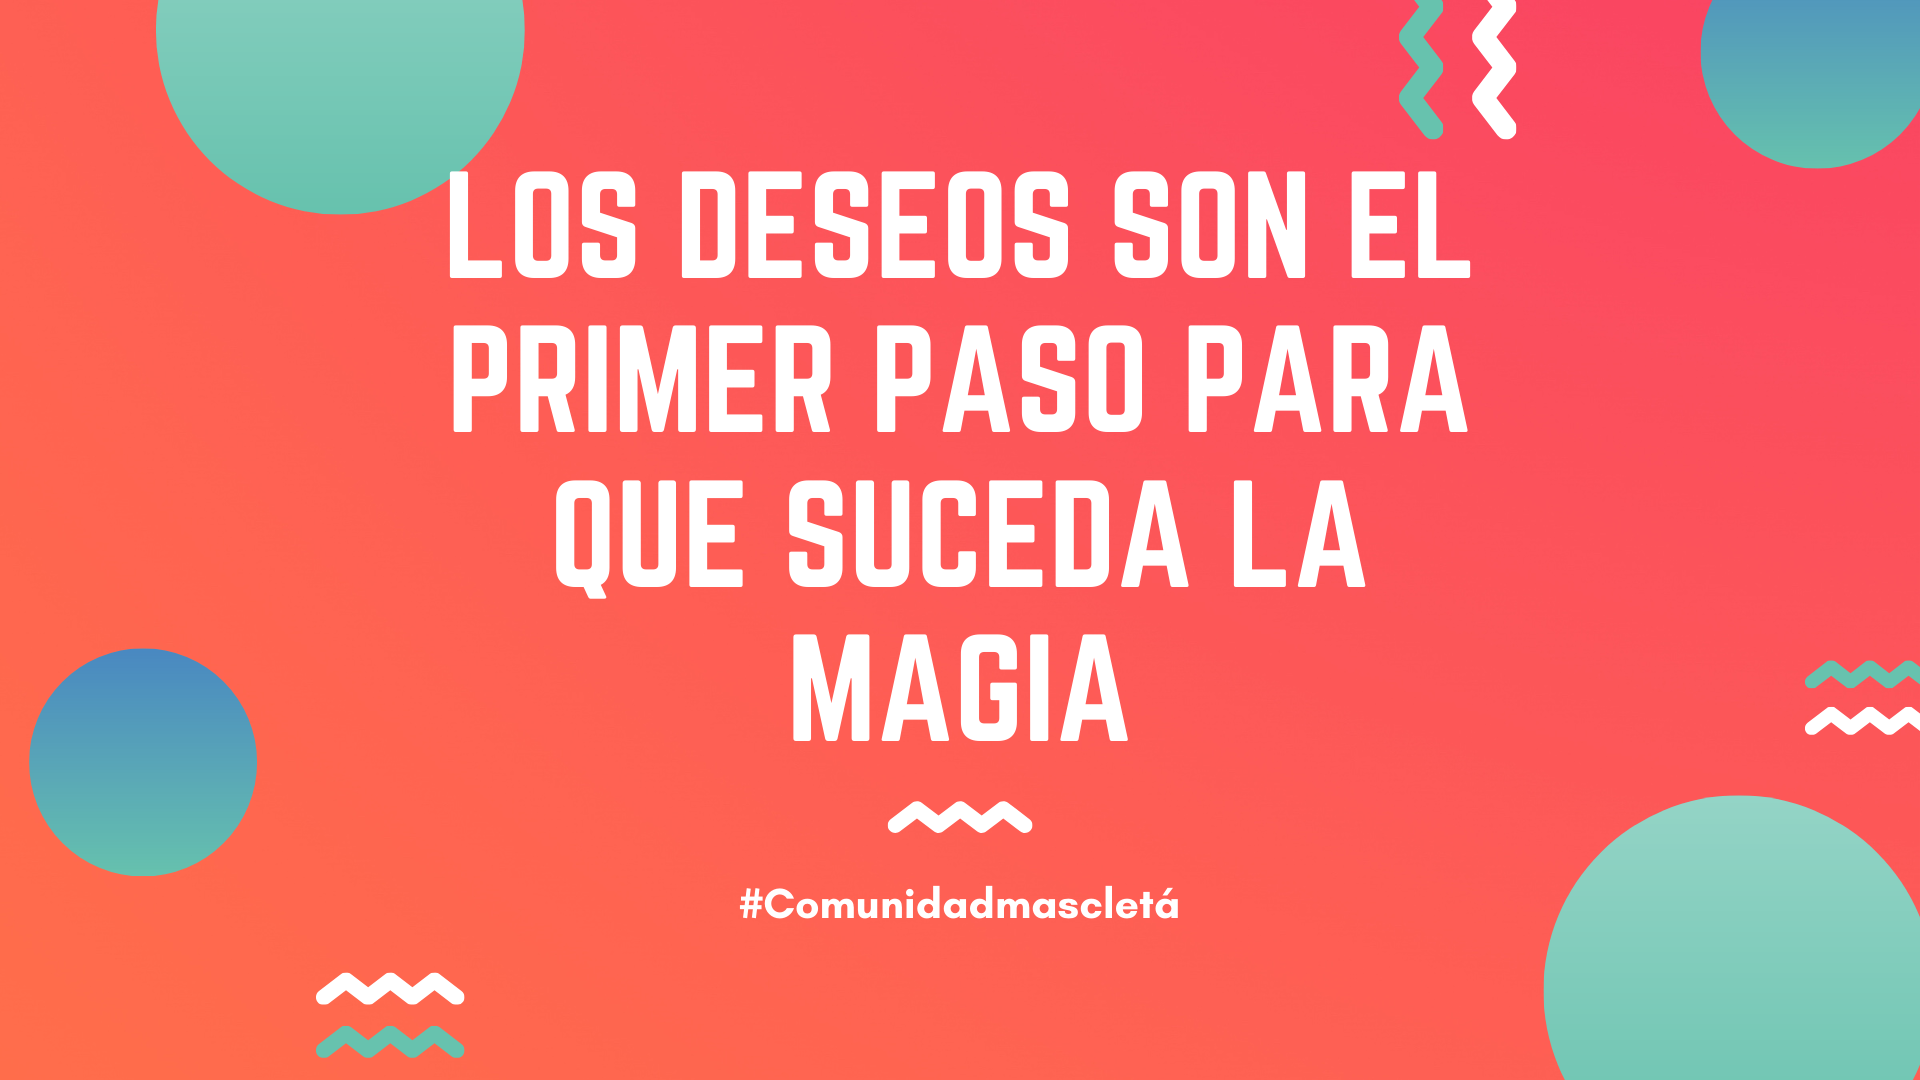 LOS DESEOS SON EL
PRIMER PASO PARA
QUE SUCEDA LA
MAGIA
#Comunidadmascletá